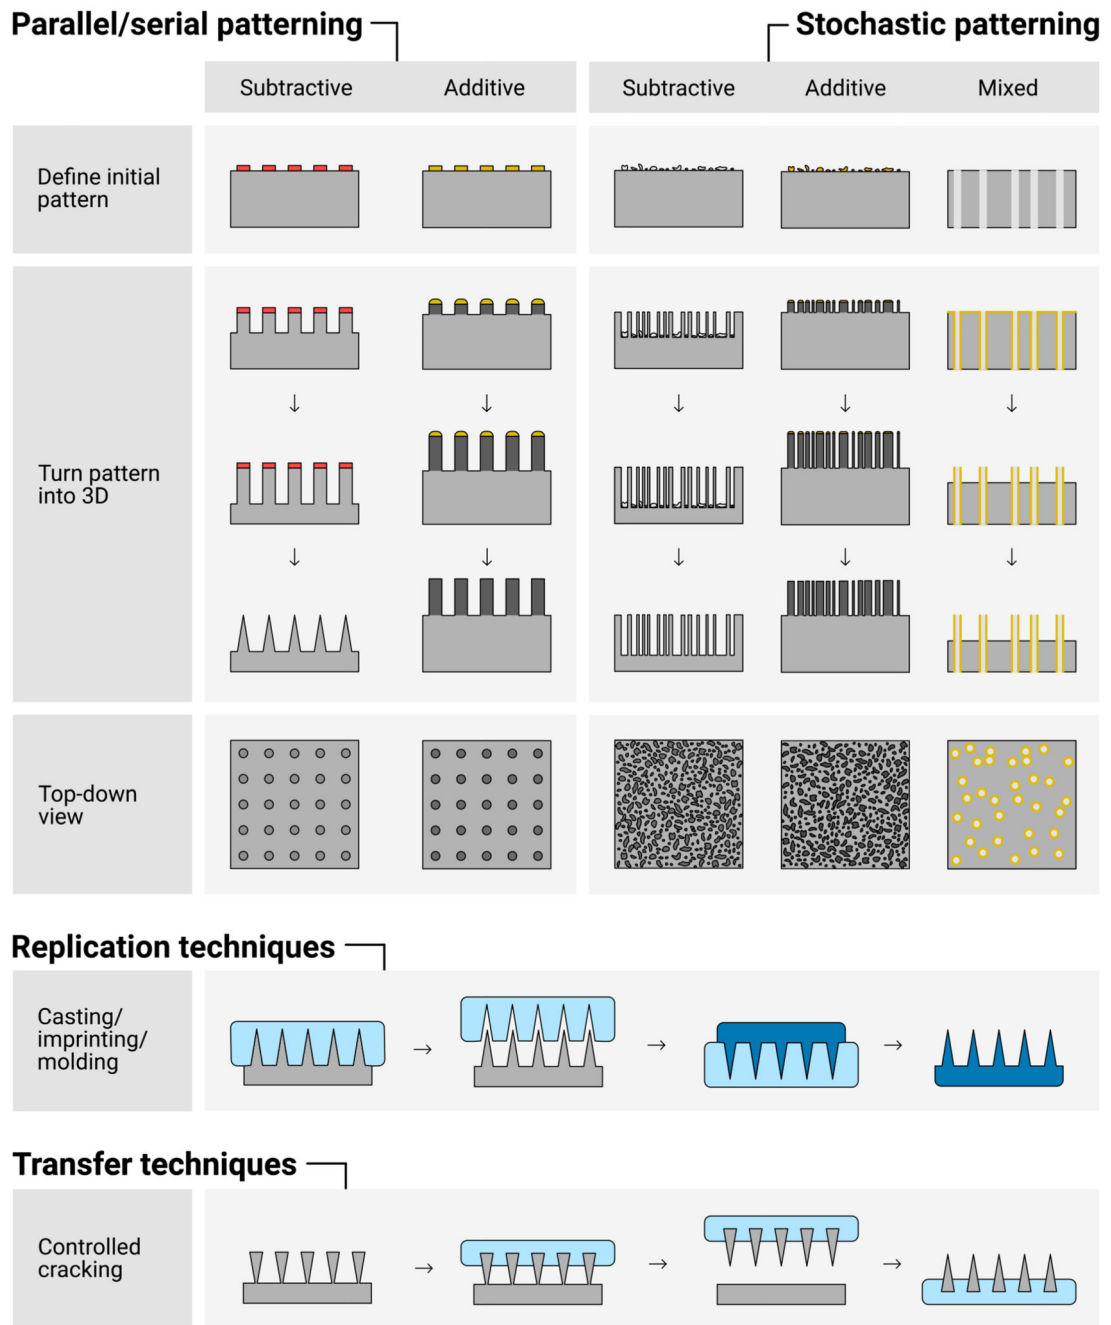 Parallel/serial patterning
Stochastic patterning
Subtractive
Additive
Subtractive
Additive
Mixed
Define initial
pattern
Turn pattern
into 3D
Top-down
view
Replication techniques
Casting/
imprinting/
molding
Transfer techniques
Controlled
cracking